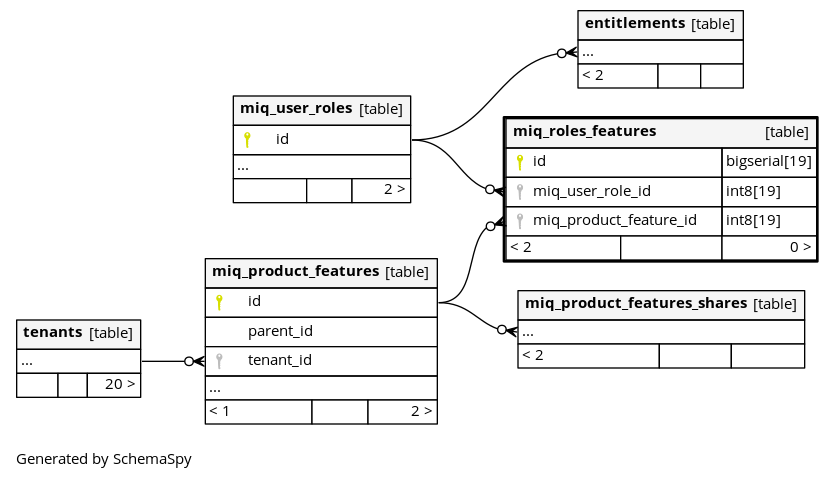 entitlements [table]
...
< 2
miq_user_roles [table]
id
...
2 >
miq_roles_features [table]
id bigserial[19]
miq_user_role_id int8[19]
miq_product_feature_id int8[19]
< 2 0 >
miq_product_features [table]
id
parent_id
tenant_id
...
< 1 2 >
miq_product_features_shares [table]
...
< 2
tenants [table]
...
20 >
Generated by SchemaSpy